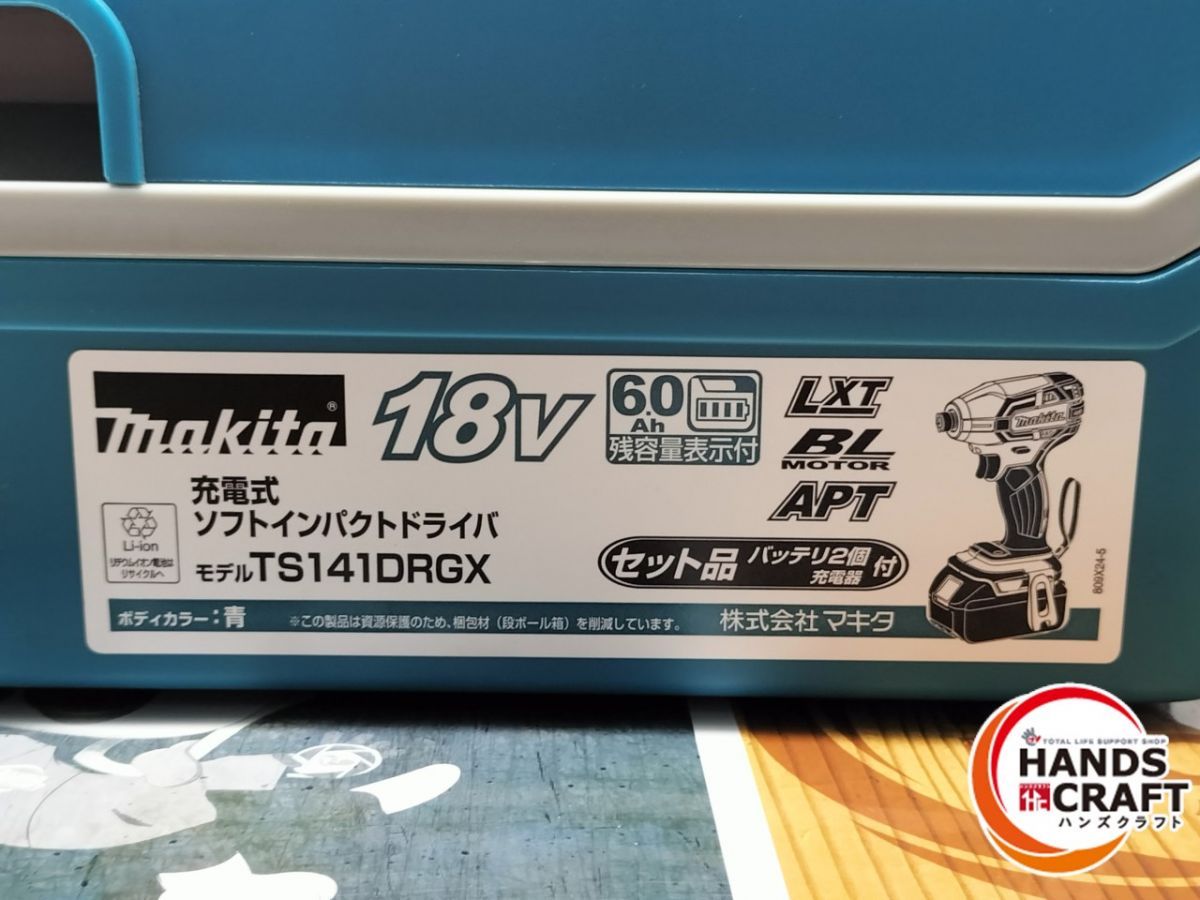 makita®
18V
6.0
Ah
残容量表示付
LXT
BL
MOTOR
APT
makita
充電式
ソフトインパクトドライバ
モデルTS141DRGX
Li-ion
リチウムイオン電池は
リサイクルへ
セット品 バッテリ2個 充電器 付
809X24-5
ボディカラー:青 ※この製品は資源保護のため、梱包材(段ボール箱)を削減しています。 株式会社マキタ
TOTAL LIFE SUPPORT SHOP
HANDS
CRAFT
ハンズクラフト